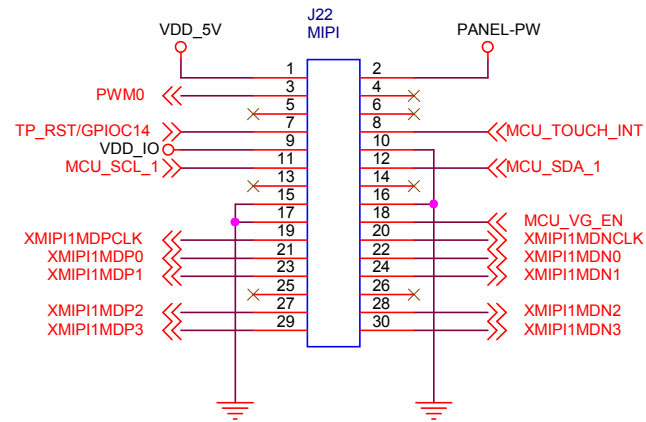 J22
MIPI
VDD_5V PANEL-PW
1 2
PWM0 3 4
5 6
TP_RST/GPIOC14 7 8 MCU_TOUCH_INT
VDD_IO 9 10
MCU_SCL_1 11 12 MCU_SDA_1
13 14
15 16
17 18 MCU_VG_EN
XMIPI1MDPCLK 19 20 XMIPI1MDNCLK
XMIPI1MDP0 21 22 XMIPI1MDN0
XMIPI1MDP1 23 24 XMIPI1MDN1
25 26
XMIPI1MDP2 27 28 XMIPI1MDN2
XMIPI1MDP3 29 30 XMIPI1MDN3